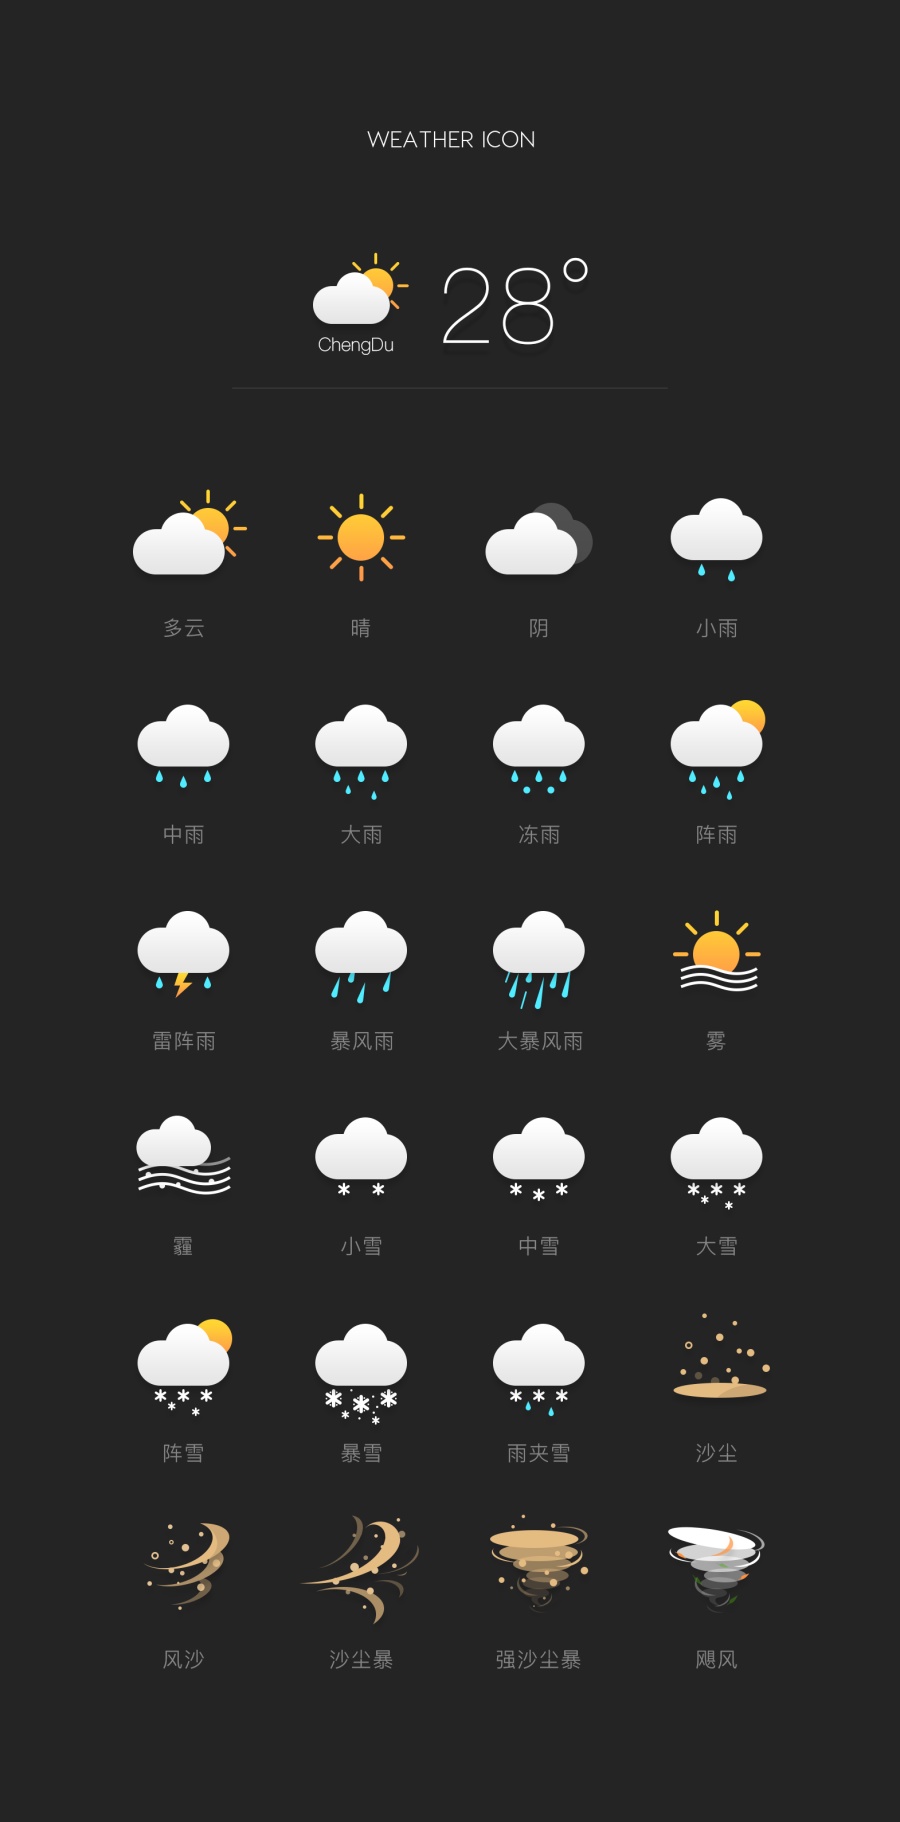 WEATHER ICON
28°
ChengDu
多云 晴 阴 小雨
中雨 大雨 冻雨 阵雨
雷阵雨 暴风雨 大暴风雨 雾
霾 小雪 中雪 大雪
阵雪 暴雪 雨夹雪 沙尘
风沙 沙尘暴 强沙尘暴 飓风